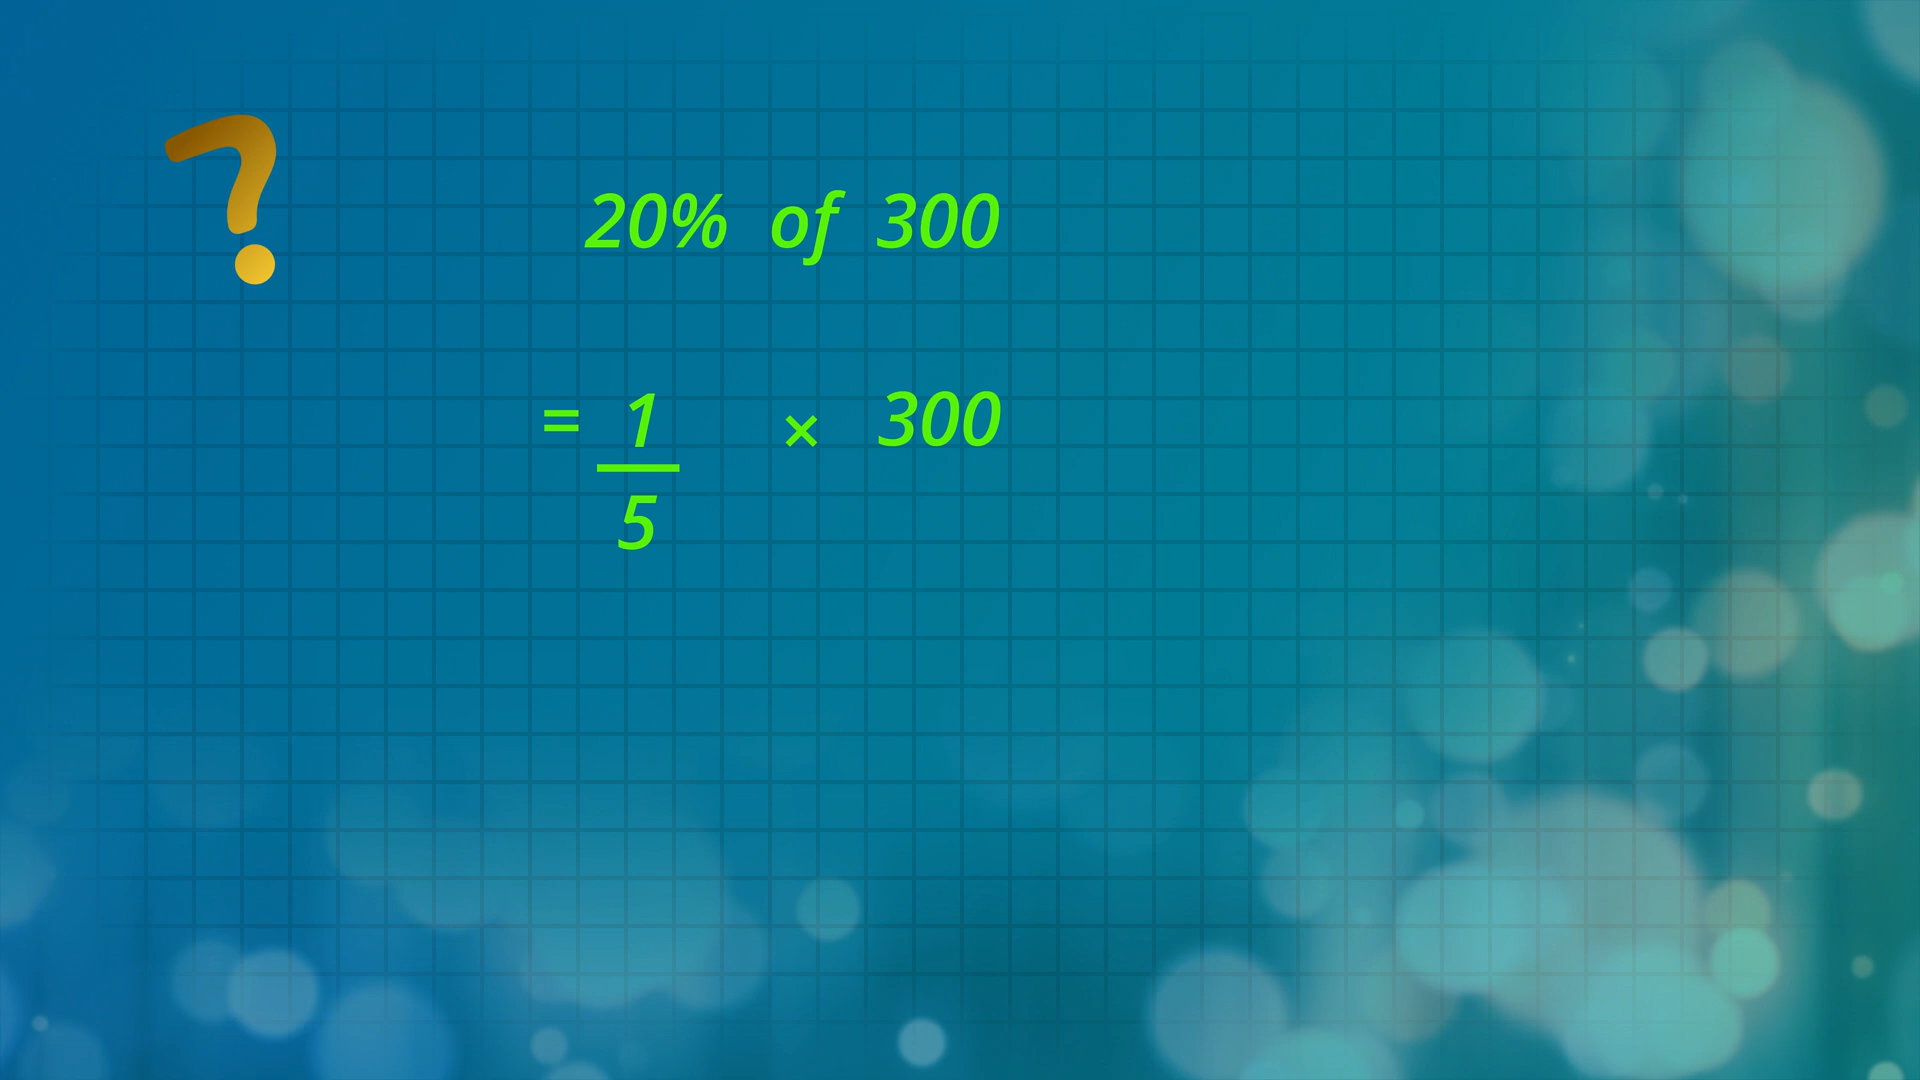 ?
20% of 300
= 1/5 × 300